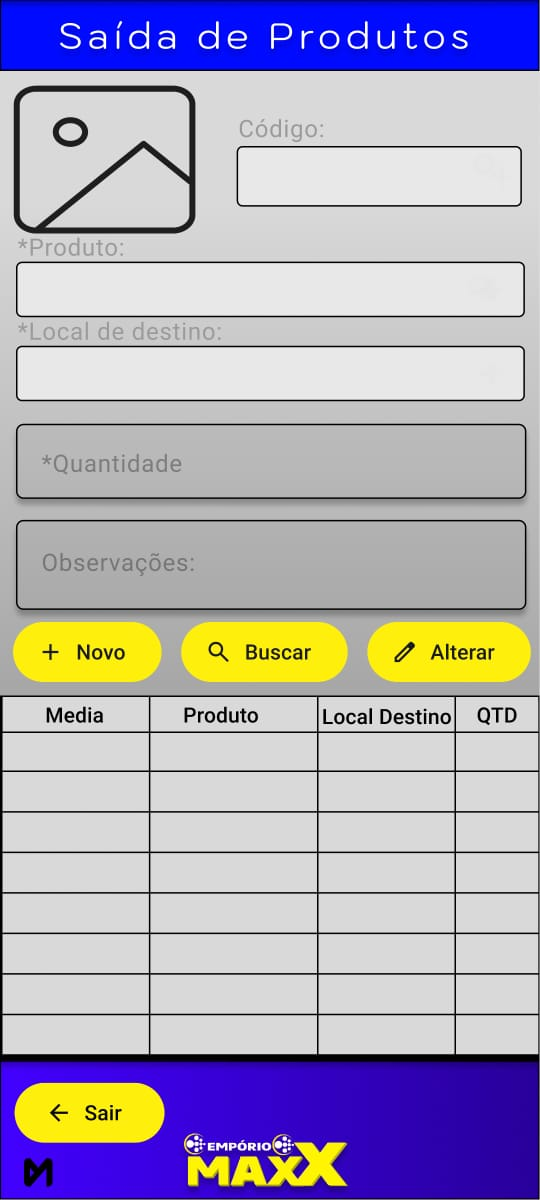 Saída de Produtos
Código:
*Produto:
*Local de destino:
*Quantidade
Observações:
+ Novo
Buscar
Alterar
Media Produto Local Destino QTD
Sair
EMPÓRIO
MAXX